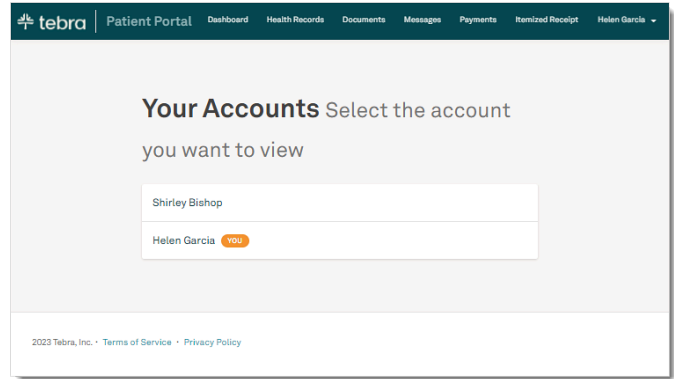 tebra Patient Portal Dashboard Health Records Documents Messages Payments Itemized Receipt Helen Garcia
Your Accounts Select the account
you want to view
Shirley Bishop
Helen Garcia YOU
2023 Tebra, Inc. · Terms of Service · Privacy Policy